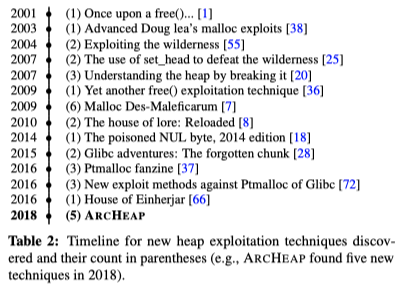 2001 (1) Once upon a free()... [1]
2003 (1) Advanced Doug lea's malloc exploits [38]
2004 (2) Exploiting the wilderness [55]
2007 (2) The use of set_head to defeat the wilderness [25]
2007 (3) Understanding the heap by breaking it [20]
2009 (1) Yet another free() exploitation technique [36]
2009 (6) Malloc Des-Maleficarum [7]
2010 (2) The house of lore: Reloaded [8]
2014 (1) The poisoned NUL byte, 2014 edition [18]
2015 (2) Glibc adventures: The forgotten chunk [28]
2016 (3) Ptmalloc fanzine [37]
2016 (3) New exploit methods against Ptmalloc of Glibc [72]
2016 (1) House of Einherjar [66]
2018 (5) ARCHEAP
Table 2: Timeline for new heap exploitation techniques discov-
ered and their count in parentheses (e.g., ARCHEAP found five new
techniques in 2018).